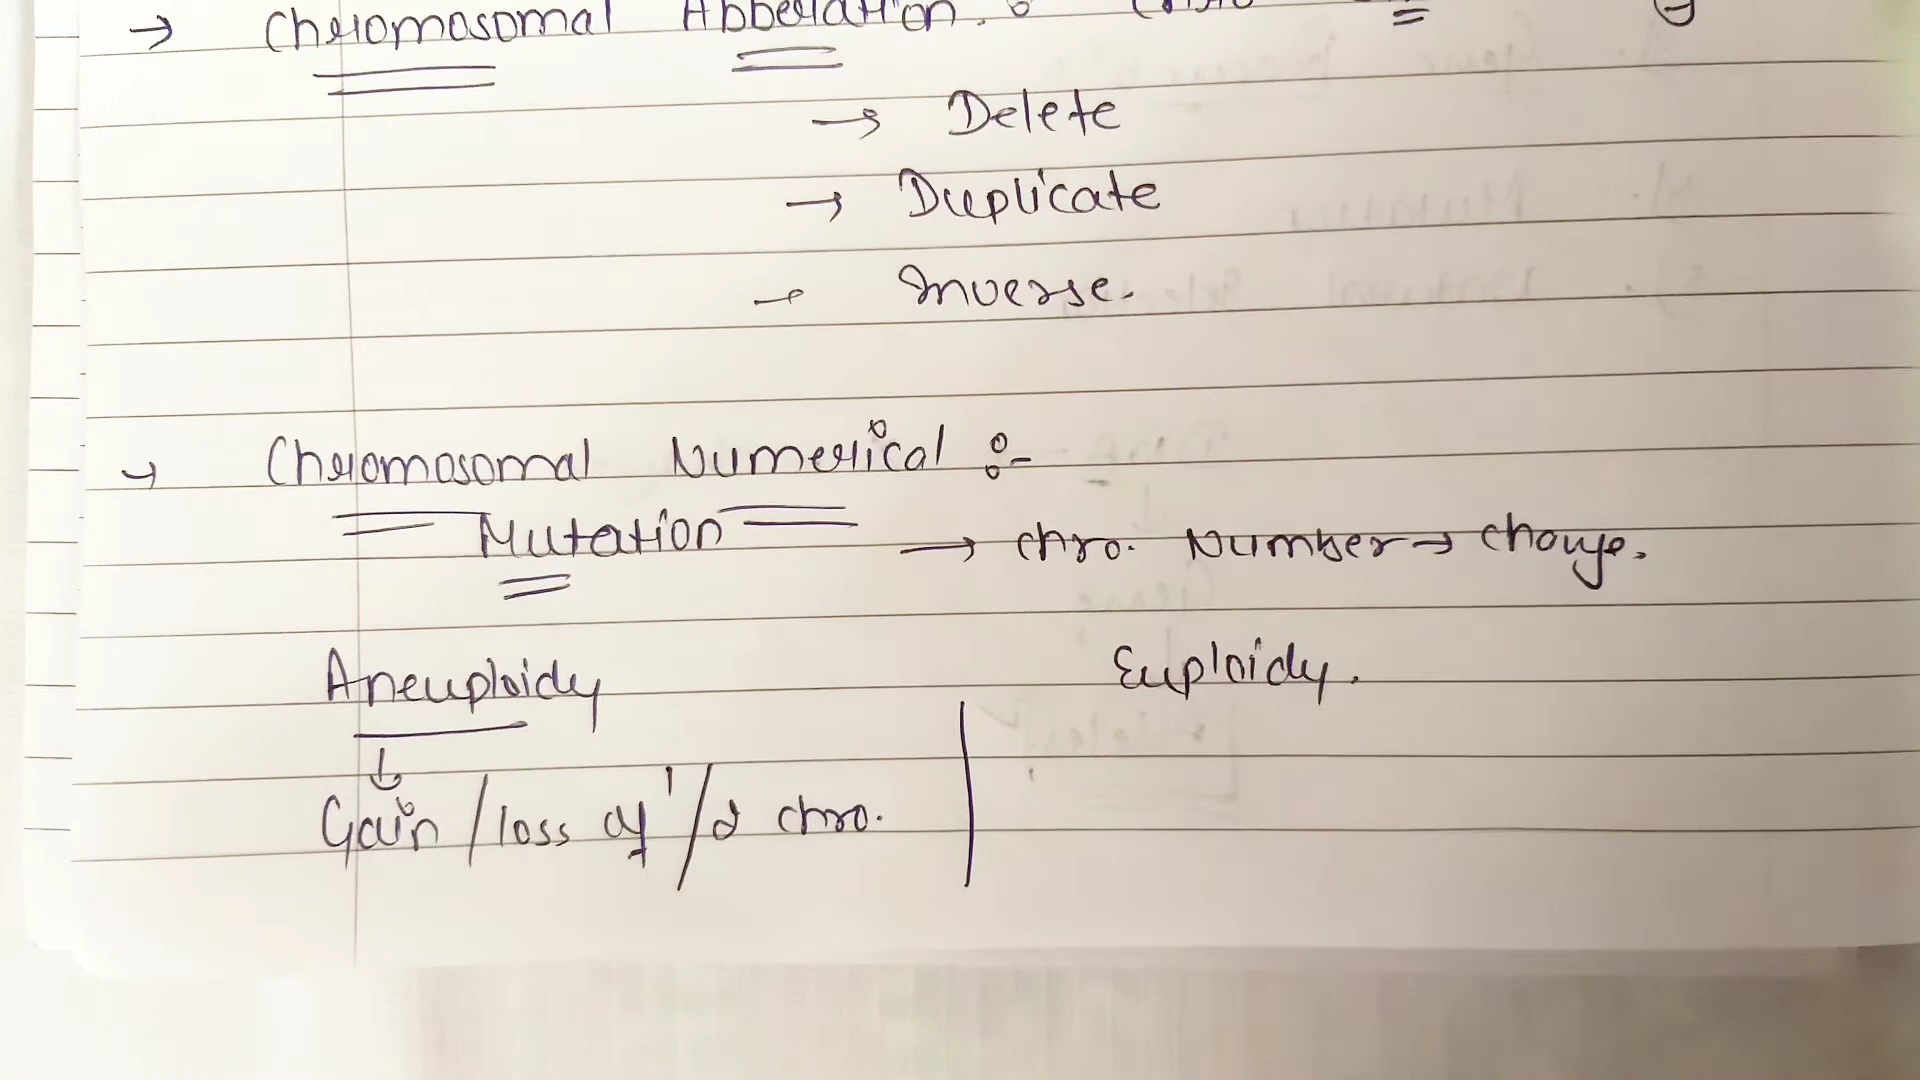 → Chromosomal Abberation.
→ Delete
→ Duplicate
→ Inverse.
→ Chromosomal Numerical :-
Mutation → chro. Number → change.
Aneuploidy Euploidy.
↓
Gain / loss of 1/2 chro.